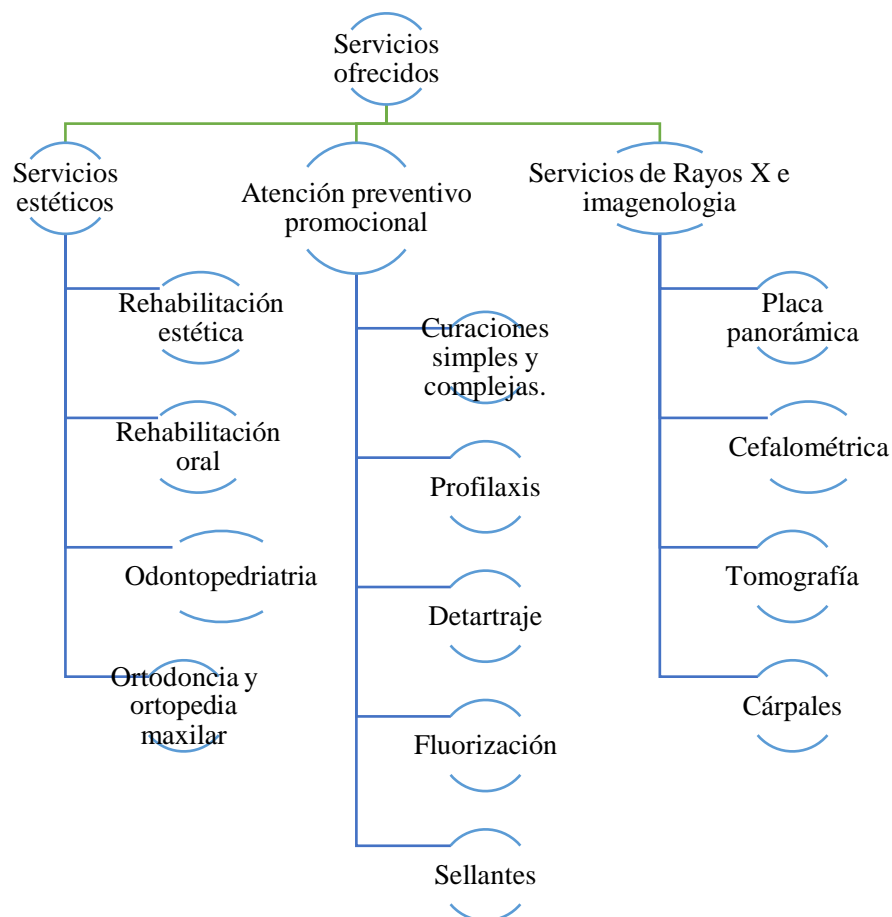 Servicios
ofrecidos
Servicios
estéticos
Rehabilitación
estética
Rehabilitación
oral
Odontopedriatria
Ortodoncia y
ortopedia
maxilar
Atención preventivo
promocional
Curaciones
simples y
complejas.
Profilaxis
Detartraje
Fluorización
Sellantes
Servicios de Rayos X e
imagenologia
Placa
panorámica
Cefalométrica
Tomografía
Cárpales